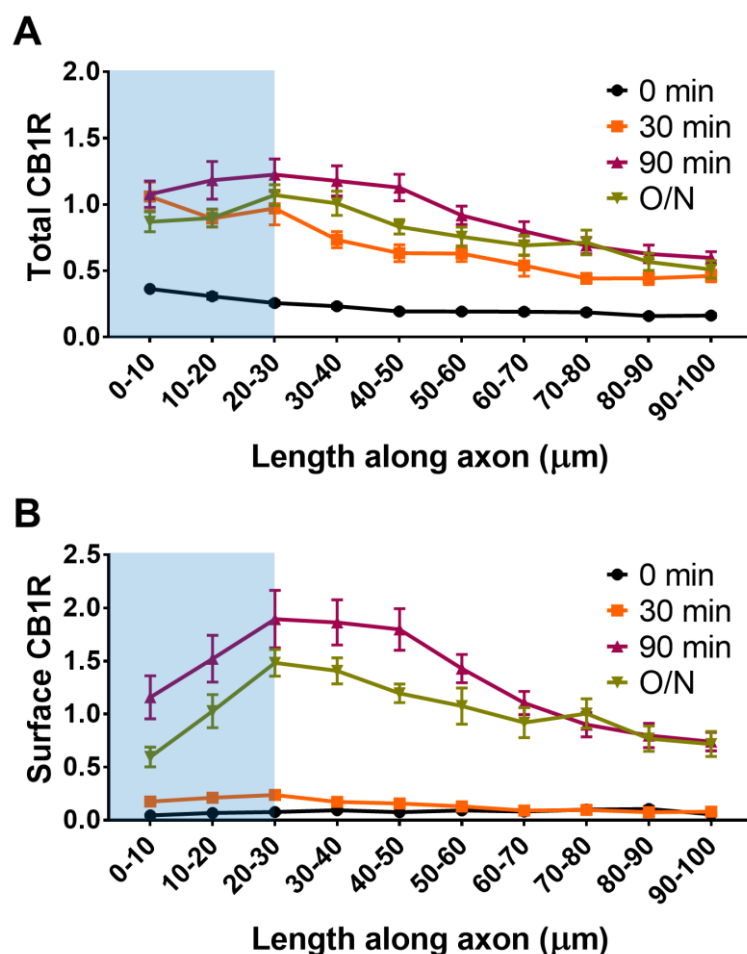 A
Total CB1R
2.0
1.5
1.0
0.5
0.0
0 min
30 min
90 min
O/N
0-10
10-20
20-30
30-40
40-50
50-60
60-70
70-80
80-90
90-100
Length along axon (μm)
B
Surface CB1R
2.5
2.0
1.5
1.0
0.5
0.0
0 min
30 min
90 min
O/N
0-10
10-20
20-30
30-40
40-50
50-60
60-70
70-80
80-90
90-100
Length along axon (μm)